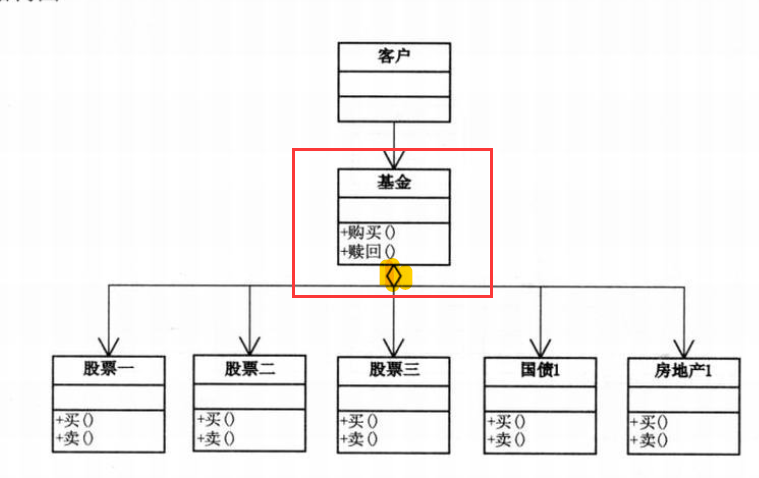 客户
基金
+购买()
+赎回()
股票一
+买()
+卖()
股票二
+买()
+卖()
股票三
+买()
+卖()
国债1
+买()
+卖()
房地产1
+买()
+卖()